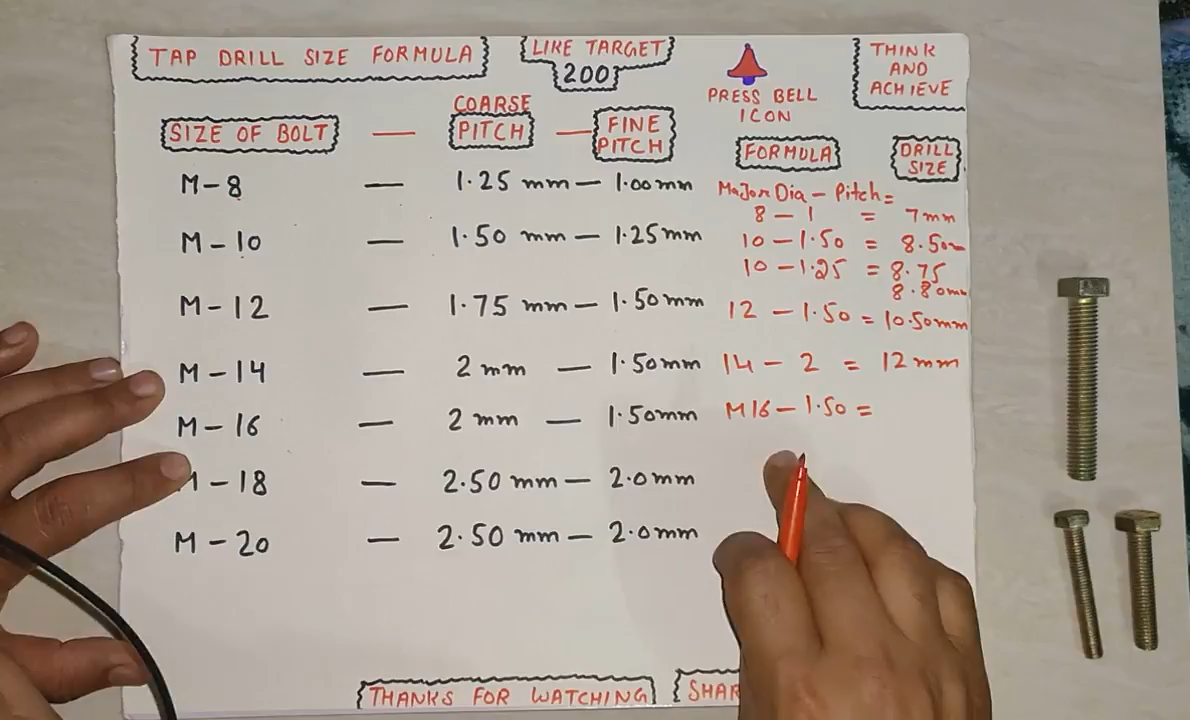 TAP DRILL SIZE FORMULA
LIKE TARGET
200
PRESS BELL
ICON
THINK
AND
ACHIEVE
SIZE OF BOLT — COARSE PITCH — FINE PITCH
FORMULA
DRILL
SIZE
M-8 — 1.25 mm — 1.00mm
Major Dia - Pitch =
8 - 1 = 7mm
M-10 — 1.50 mm — 1.25mm
10 - 1.50 = 8.50m
10 - 1.25 = 8.75
8.80mm
M-12 — 1.75 mm — 1.50mm
12 - 1.50 = 10.50mm
M-14 — 2 mm — 1.50mm
14 - 2 = 12mm
M-16 — 2 mm — 1.50mm
M16 - 1.50 =
-18 — 2.50 mm — 2.0mm
M-20 — 2.50 mm — 2.0mm
THANKS FOR WATCHING